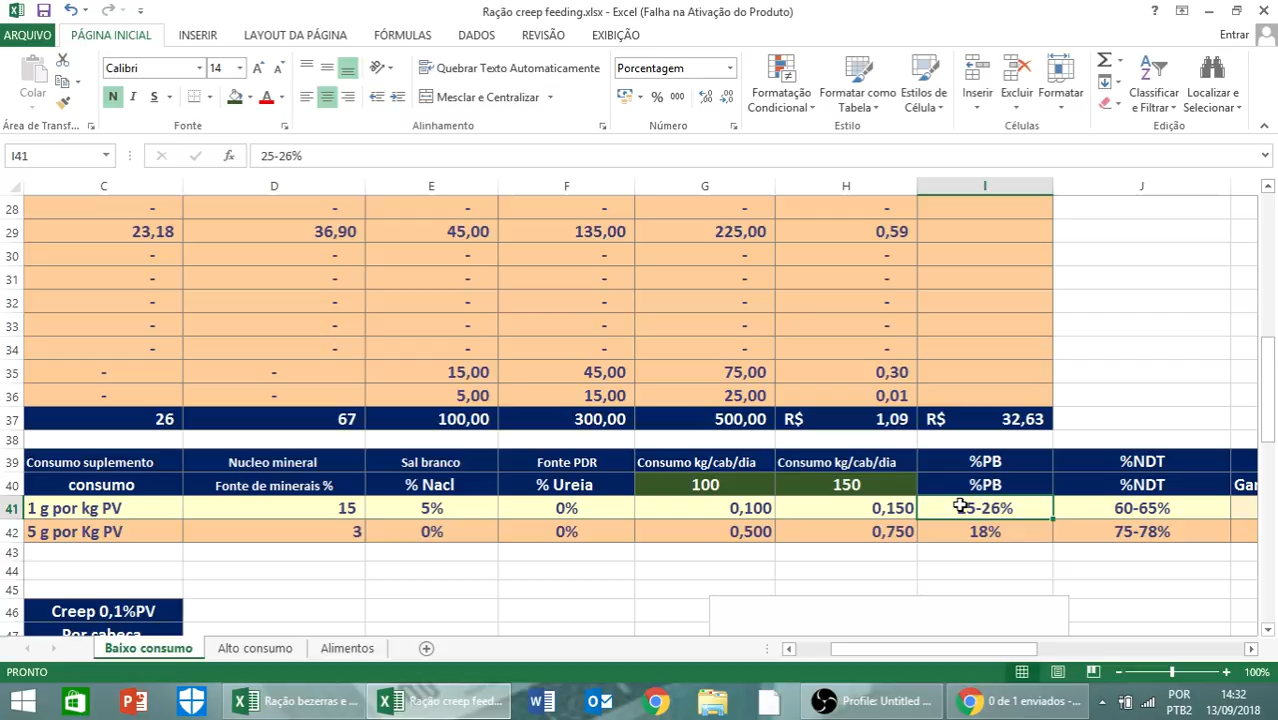 Ração creep feeding.xlsx - Excel (Falha na Ativação do Produto)
ARQUIVO PÁGINA INICIAL INSERIR LAYOUT DA PÁGINA FÓRMULAS DADOS REVISÃO EXIBIÇÃO Entrar
Calibri 14 Quebrar Texto Automaticamente Porcentagem
Colar N I S Mesclar e Centralizar % 000 Formatação Condicional Formatar como Tabela Estilos de Célula Inserir Excluir Formatar Classificar e Filtrar Localizar e Selecionar
Área de Transf... Fonte Alinhamento Número Estilo Células Edição
I41 fx 25-26%
C D E F G H I J
28 - - - - - -
29 23,18 36,90 45,00 135,00 225,00 0,59
30 - - - - - -
31 - - - - - -
32 - - - - - -
33 - - - - - -
34 - - - - - -
35 - - 15,00 45,00 75,00 0,30
36 - - 5,00 15,00 25,00 0,01
37 26 67 100,00 300,00 500,00 R$ 1,09 R$ 32,63
38
39 Consumo suplemento Nucleo mineral Sal branco Fonte PDR Consumo kg/cab/dia Consumo kg/cab/dia %PB %NDT
40 consumo Fonte de minerais % % Nacl % Ureia 100 150 %PB %NDT Gar
41 1 g por kg PV 15 5% 0% 0,100 0,150 25-26% 60-65%
42 5 g por Kg PV 3 0% 0% 0,500 0,750 18% 75-78%
43
44
45
46 Creep 0,1%PV
47 Por cabeça
Baixo consumo Alto consumo Alimentos
PRONTO 100%
Ração bezerras e ... Ração creep feed... Profile: Untitled ... 0 de 1 enviados -... POR 14:32
PTB2 13/09/2018